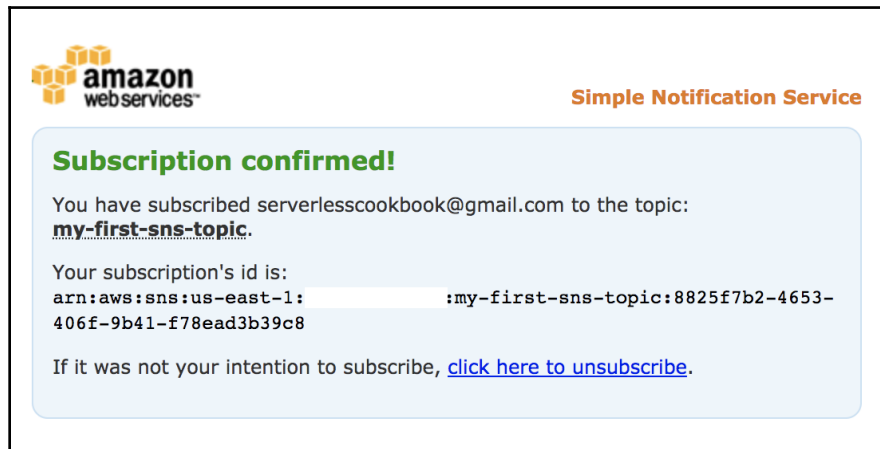 amazon
webservices™
Simple Notification Service
Subscription confirmed!
You have subscribed serverlesscookbook@gmail.com to the topic:
my-first-sns-topic.
Your subscription's id is:
arn:aws:sns:us-east-1: :my-first-sns-topic:8825f7b2-4653-
406f-9b41-f78ead3b39c8
If it was not your intention to subscribe, click here to unsubscribe.